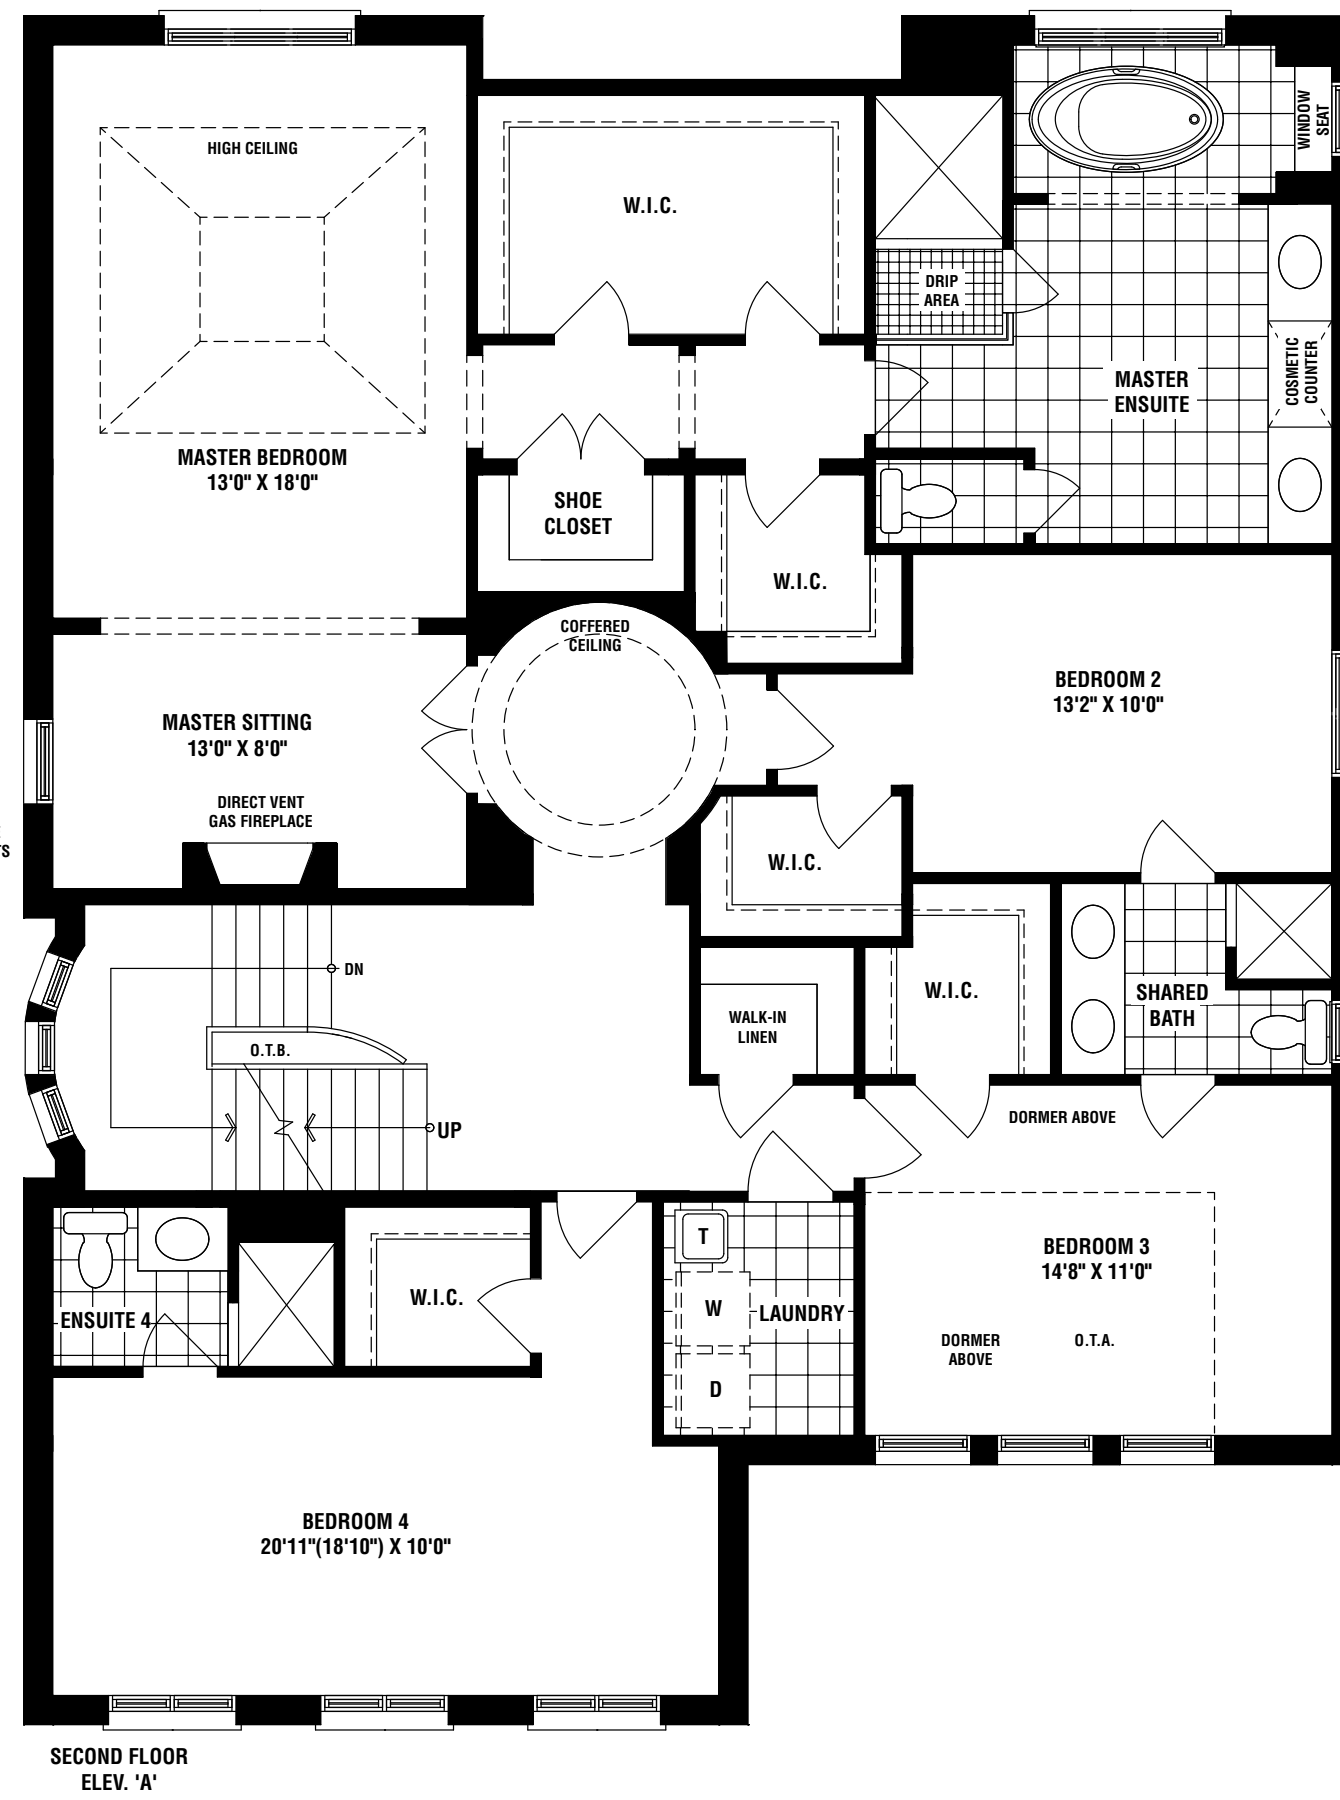 HIGH CEILING
W.I.C.
WINDOW
SEAT
DRIP
AREA
MASTER
ENSUITE
COSMETIC
COUNTER
MASTER BEDROOM
13'0" X 18'0"
SHOE
CLOSET
W.I.C.
COFFERED
CEILING
BEDROOM 2
13'2" X 10'0"
MASTER SITTING
13'0" X 8'0"
DIRECT VENT
GAS FIREPLACE
W.I.C.
DN
O.T.B.
UP
WALK-IN
LINEN
W.I.C.
SHARED
BATH
DORMER ABOVE
T
W
D
LAUNDRY
BEDROOM 3
14'8" X 11'0"
DORMER
ABOVE
O.T.A.
ENSUITE 4
W.I.C.
BEDROOM 4
20'11"(18'10") X 10'0"
SECOND FLOOR
ELEV. 'A'